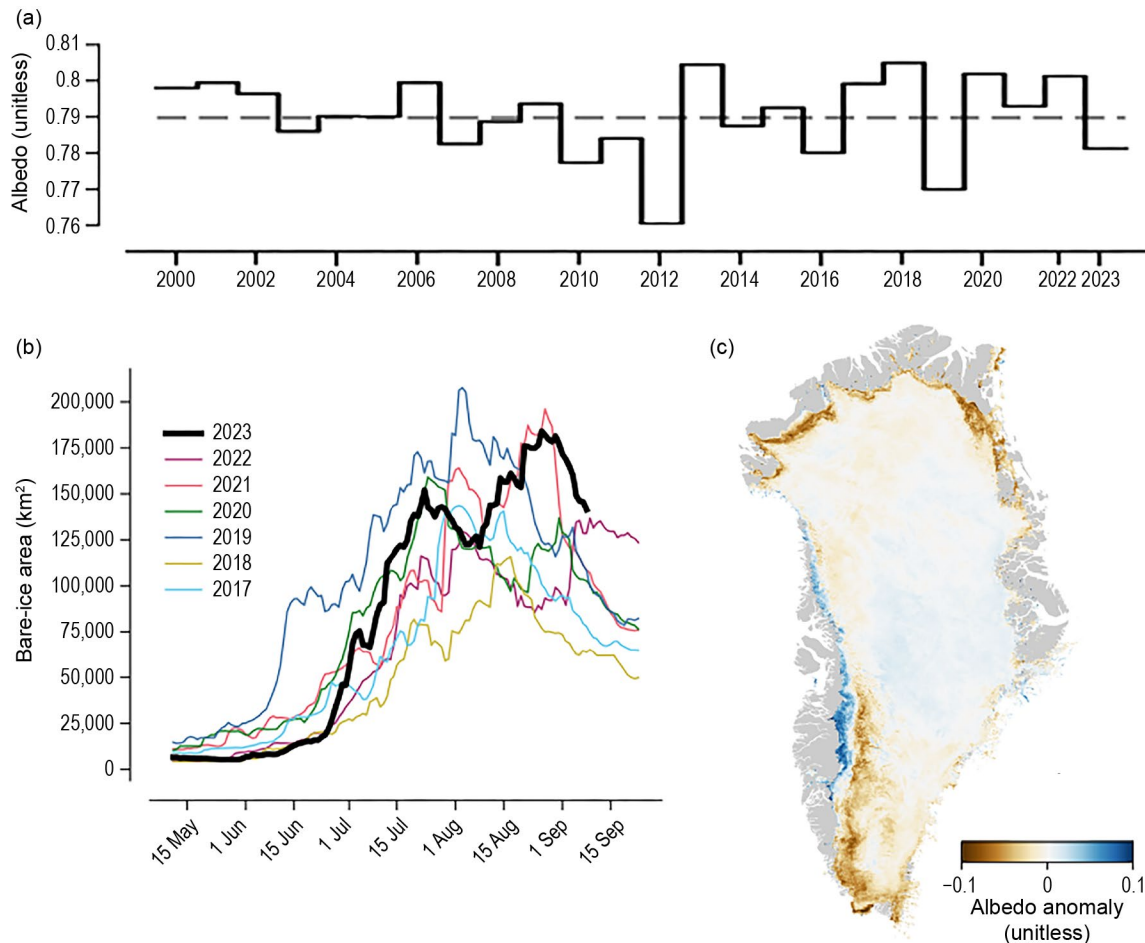 (a)
Albedo (unitless)
0.81
0.8
0.79
0.78
0.77
0.76
2000 2002 2004 2006 2008 2010 2012 2014 2016 2018 2020 2022 2023
(b)
Bare-ice area (km²)
200,000
175,000
150,000
125,000
100,000
75,000
50,000
25,000
0
2023
2022
2021
2020
2019
2018
2017
15 May 1 Jun 15 Jun 1 Jul 15 Jul 1 Aug 15 Aug 1 Sep 15 Sep
(c)
−0.1 0 0.1
Albedo anomaly
(unitless)